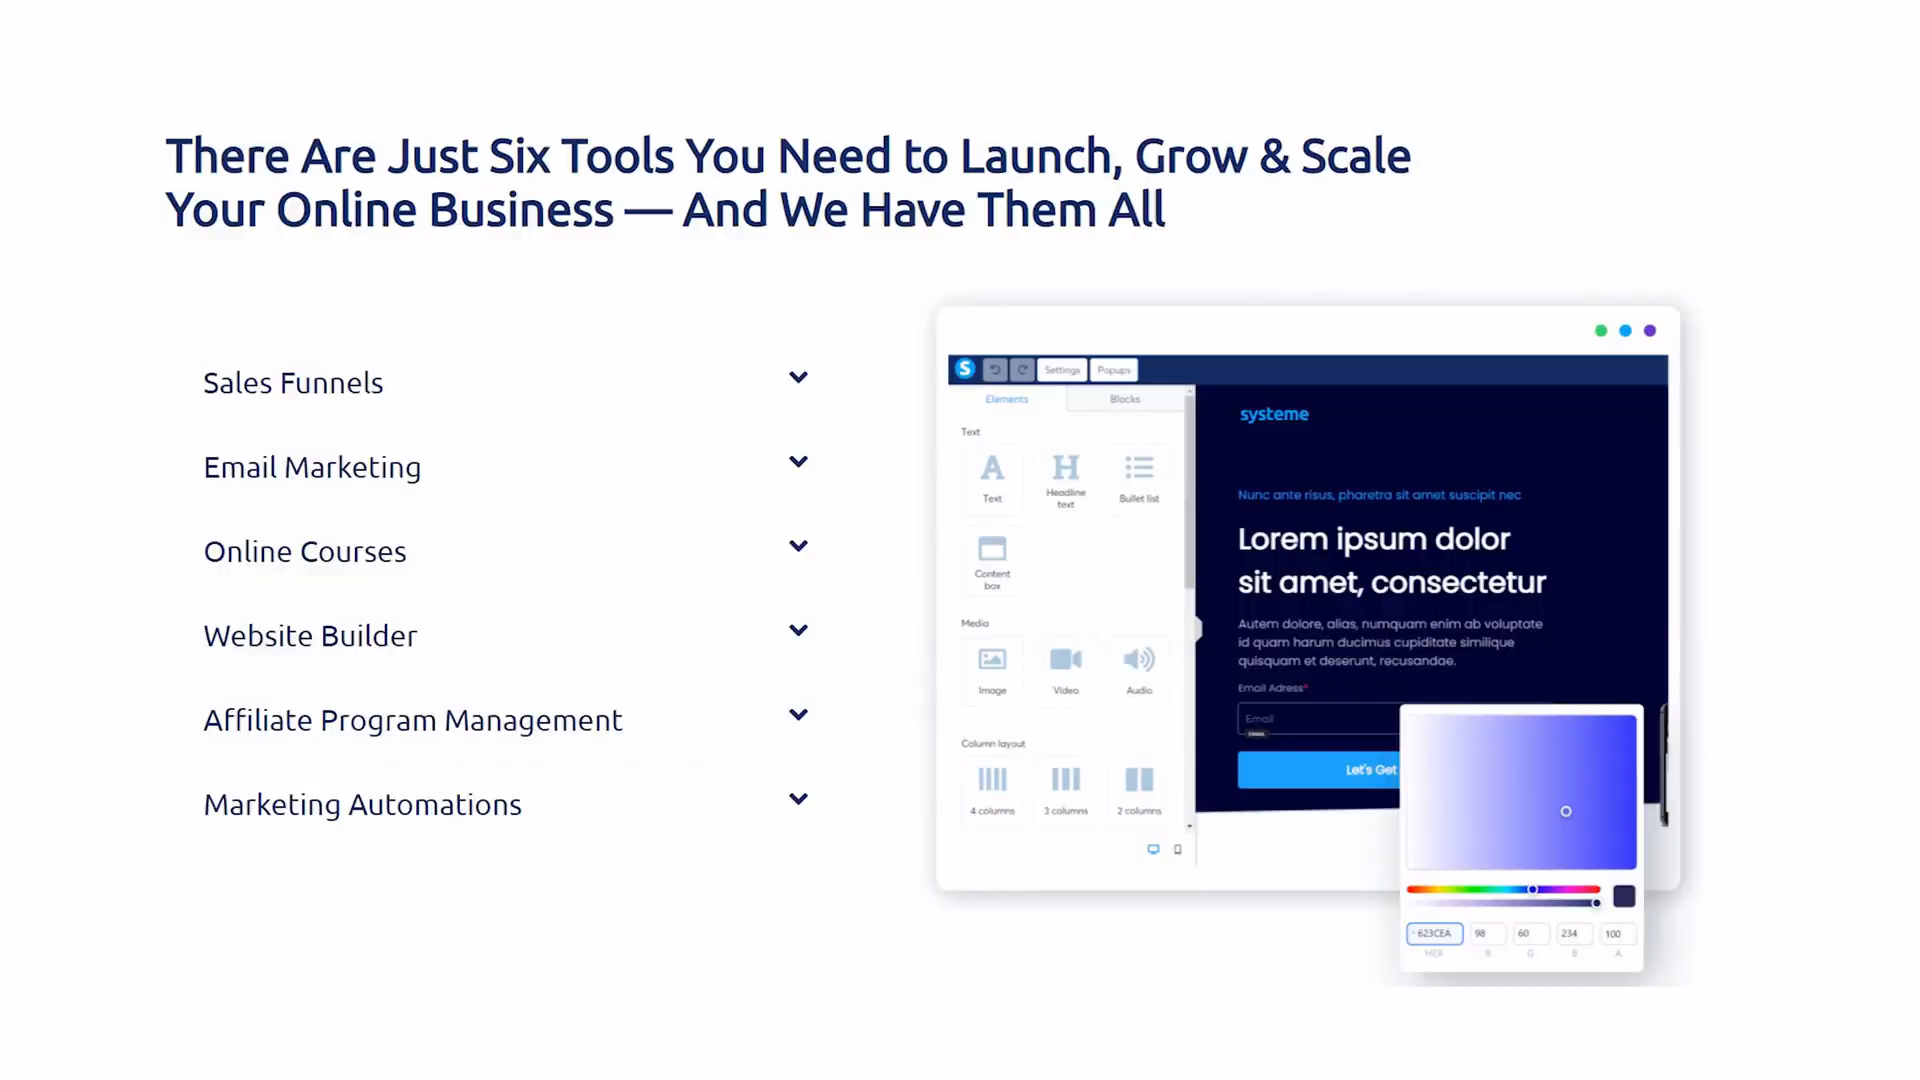 There Are Just Six Tools You Need to Launch, Grow & Scale
Your Online Business — And We Have Them All
Sales Funnels
Email Marketing
Online Courses
Website Builder
Affiliate Program Management
Marketing Automations
S
Settings
Popups
Elements
Blocks
Text
A
Text
H
Headline
text
Bullet list
Content
box
Media
Image
Video
Audio
Column layout
4 columns
3 columns
2 columns
systeme
Nunc ante risus, pharetra sit amet suscipit nec
Lorem ipsum dolor
sit amet, consectetur
Autem dolore, alias, numquam enim ab voluptate
id quam harum ducimus cupiditate similique
quisquam et deserunt, recusandae.
Email Adress*
Email
Let's Get
623CEA
98
60
234
100
HEX
R
G
B
A